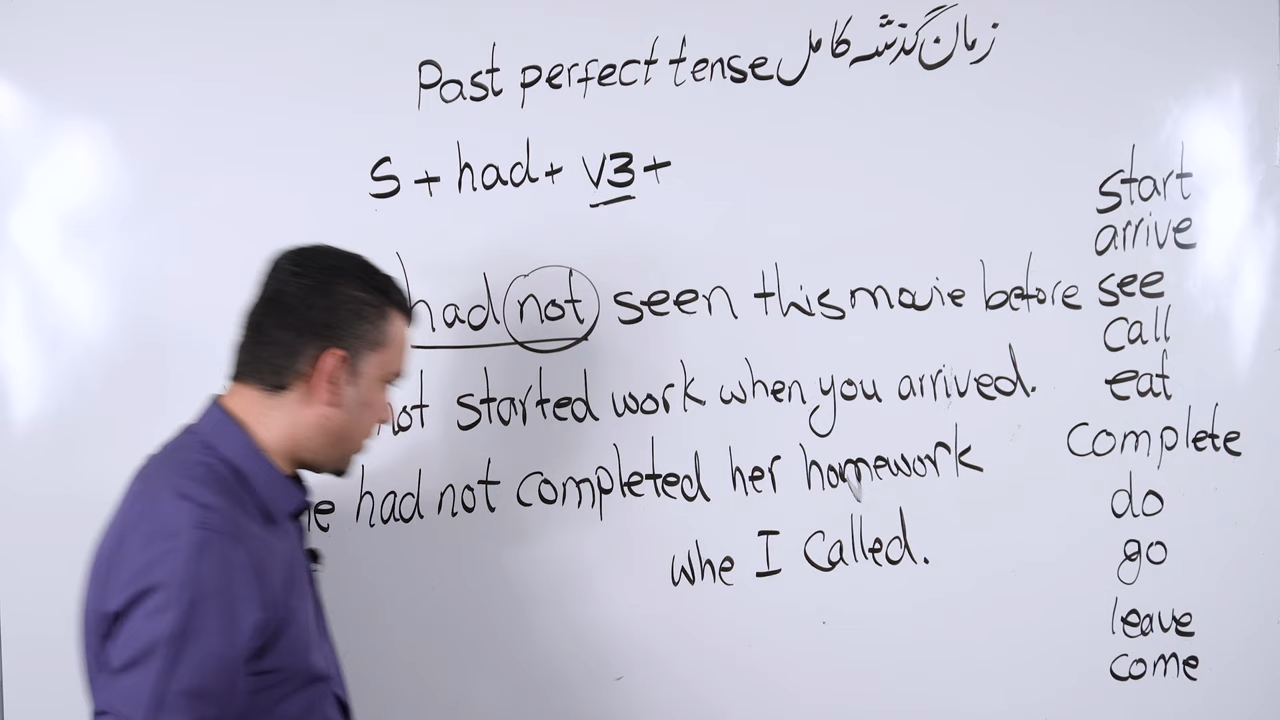 Past perfect tense زمان گذشته کامل
S + had + V3 +
had not seen this movie before
not started work when you arrived.
he had not completed her homework
whe I called.
start
arrive
see
call
eat
complete
do
go
leave
come